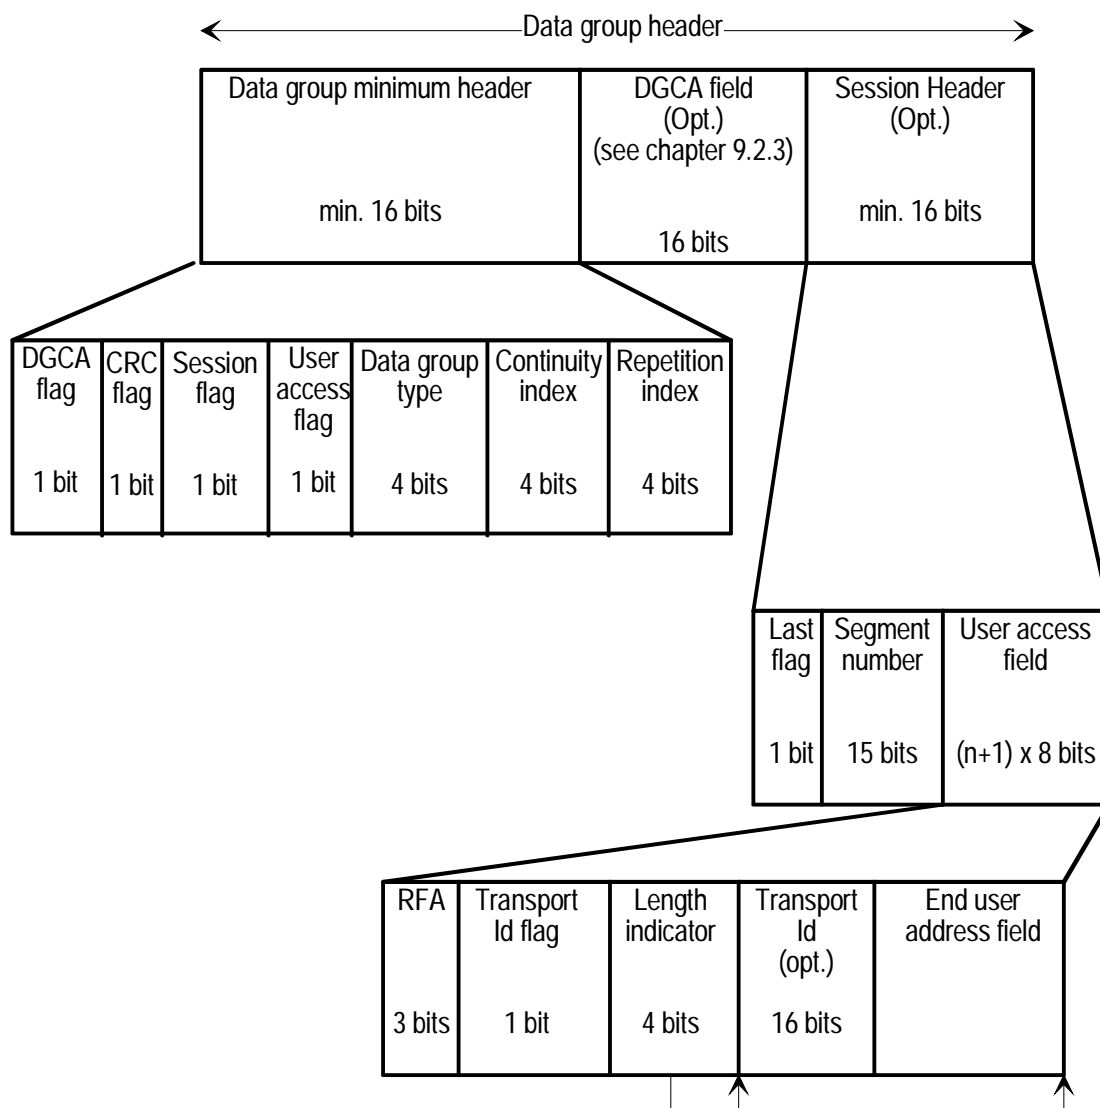 Data group header
Data group minimum header
min. 16 bits
DGCA field
(Opt.)
(see chapter 9.2.3)
16 bits
Session Header
(Opt.)
min. 16 bits
DGCA
flag
1 bit
CRC
flag
1 bit
Session
flag
1 bit
User
access
flag
1 bit
Data group
type
4 bits
Continuity
index
4 bits
Repetition
index
4 bits
Last
flag
1 bit
Segment
number
15 bits
User access
field
(n+1) x 8 bits
RFA
3 bits
Transport
Id flag
1 bit
Length
indicator
4 bits
Transport
Id
(opt.)
16 bits
End user
address field